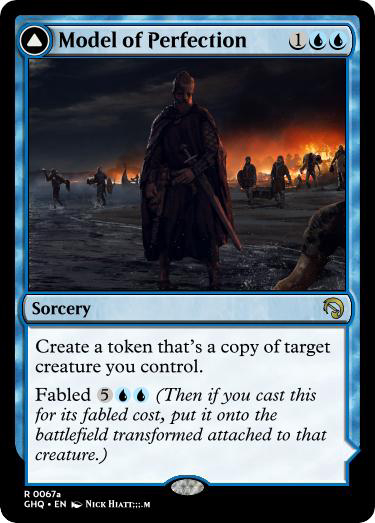 Model of Perfection 1
Sorcery
Create a token that's a copy of target
creature you control.
Fabled 5 (Then if you cast this
for its fabled cost, put it onto the
battlefield transformed attached to that
creature.)
R 0067a
GHQ • EN Nick Hiatt;;;.m